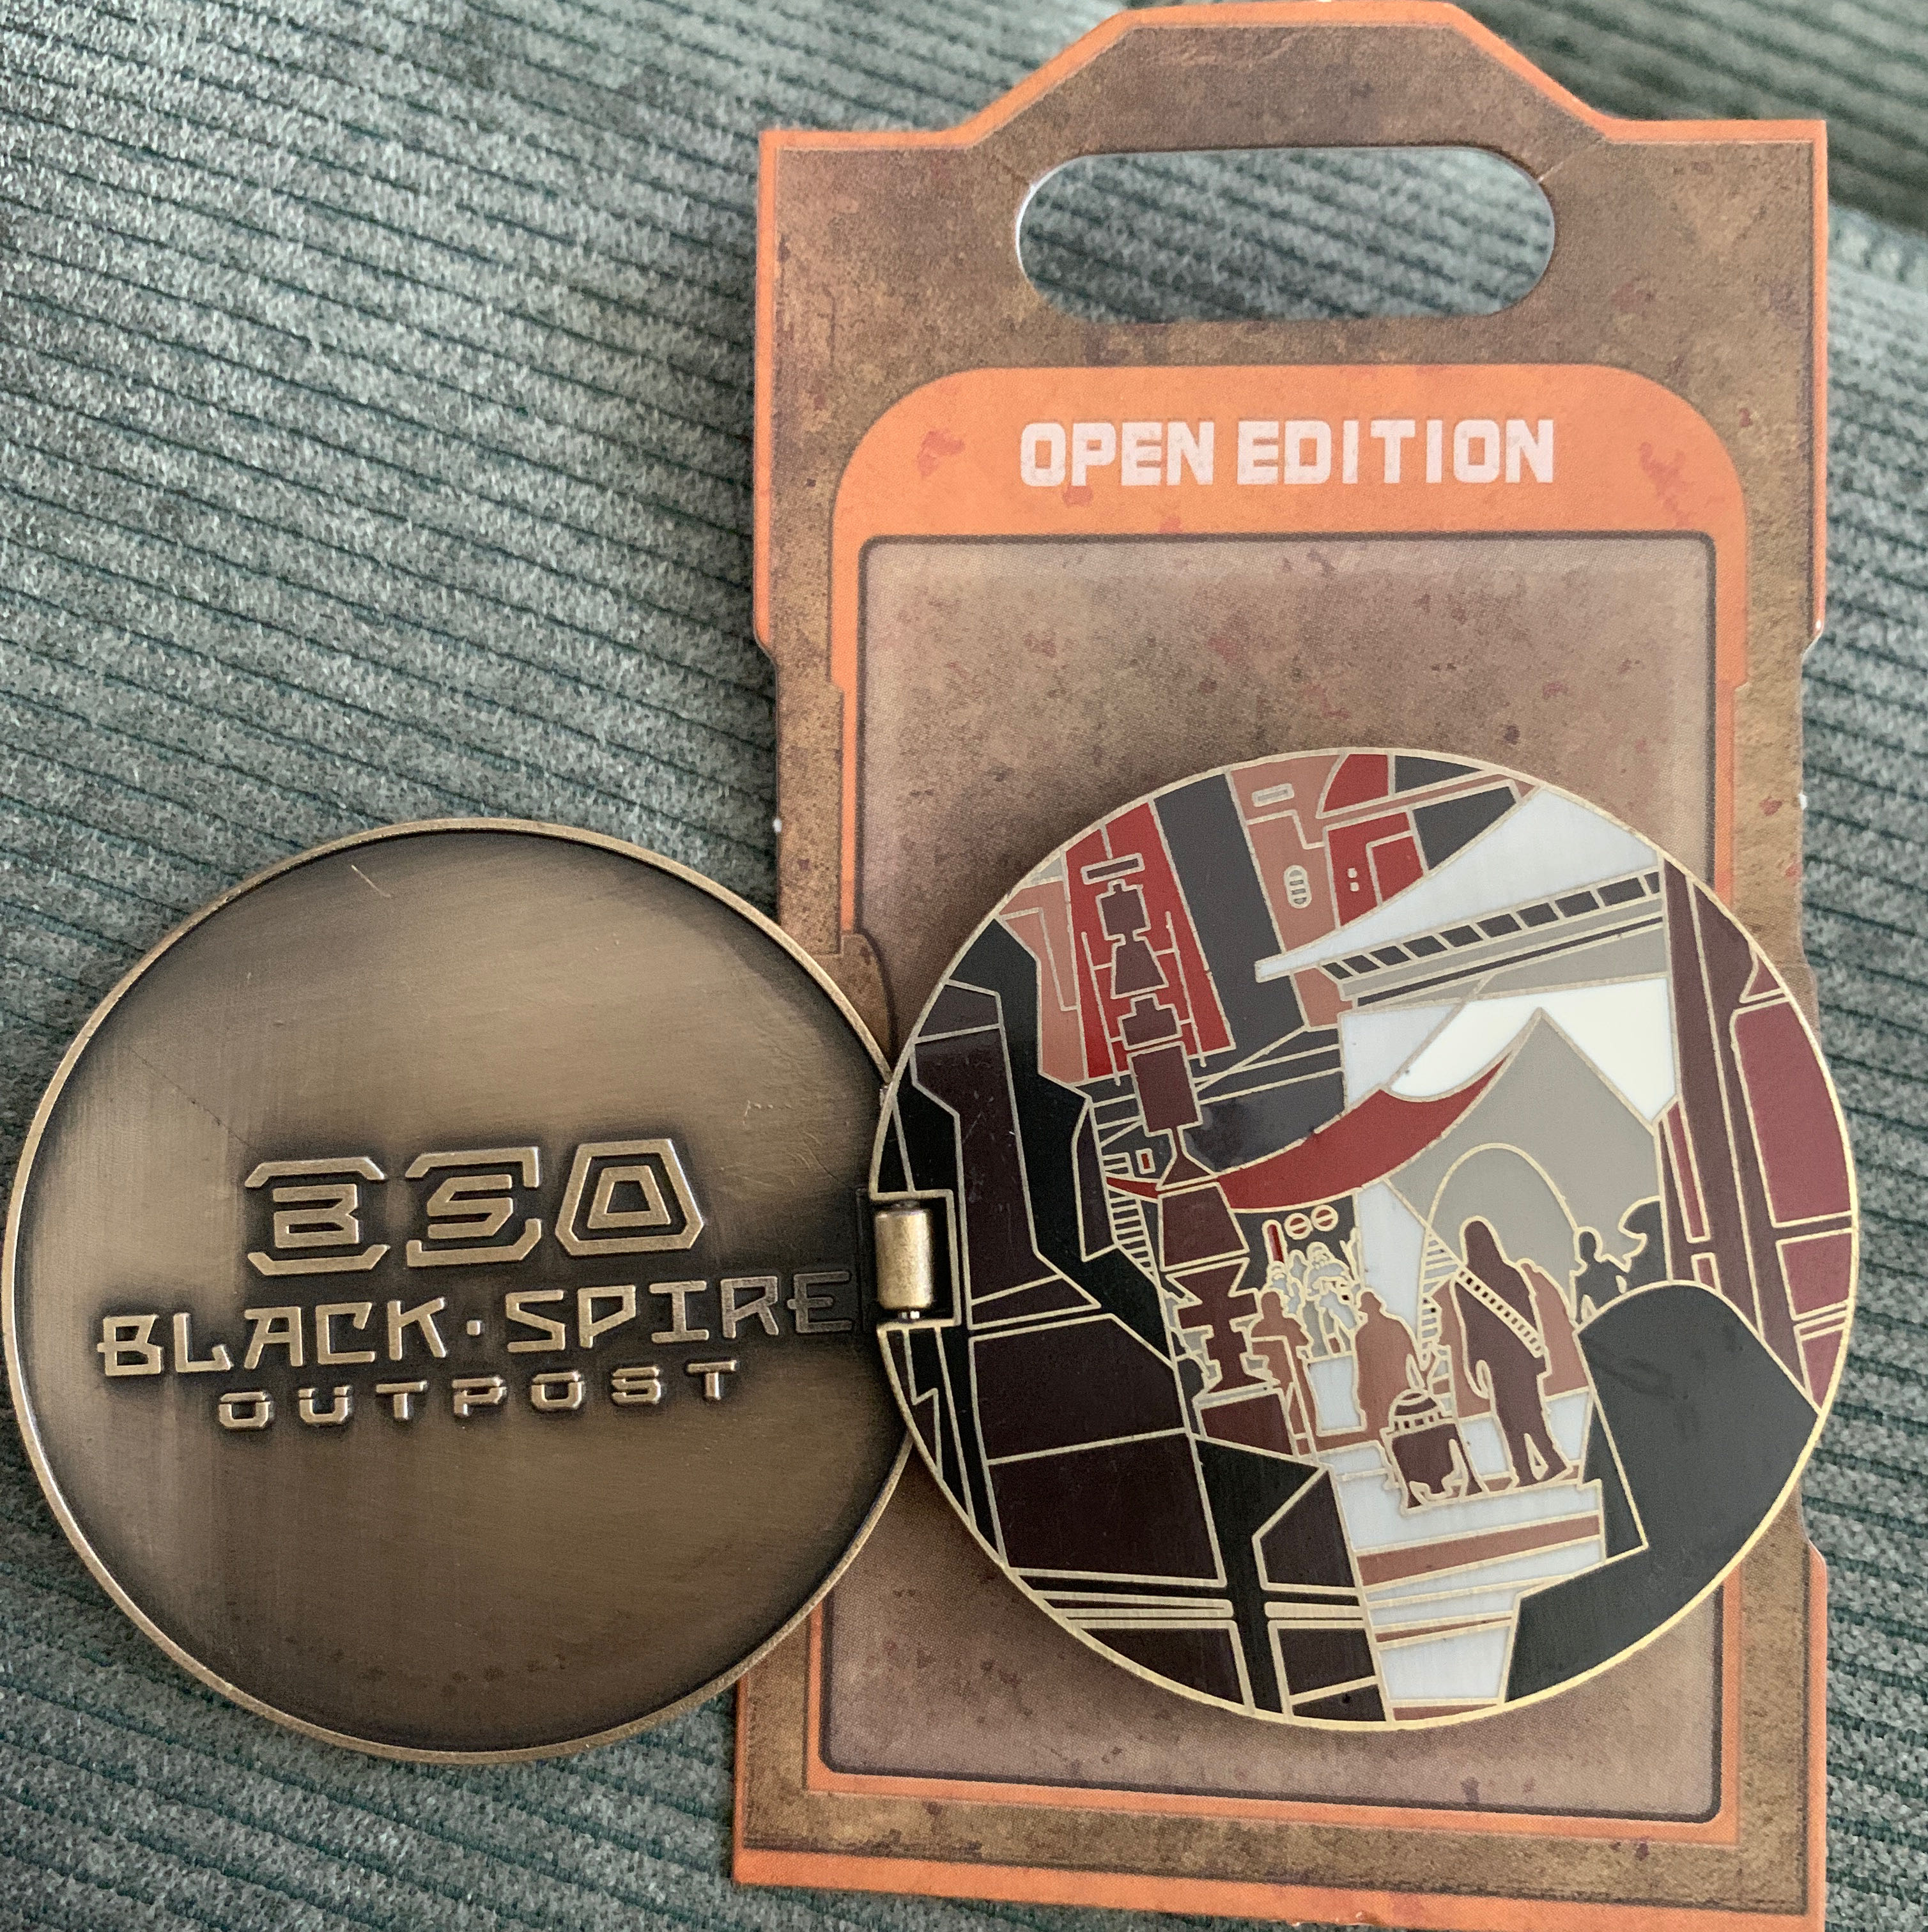 OPEN EDITION
BSO
BLACK·SPIRE
OUTPOST